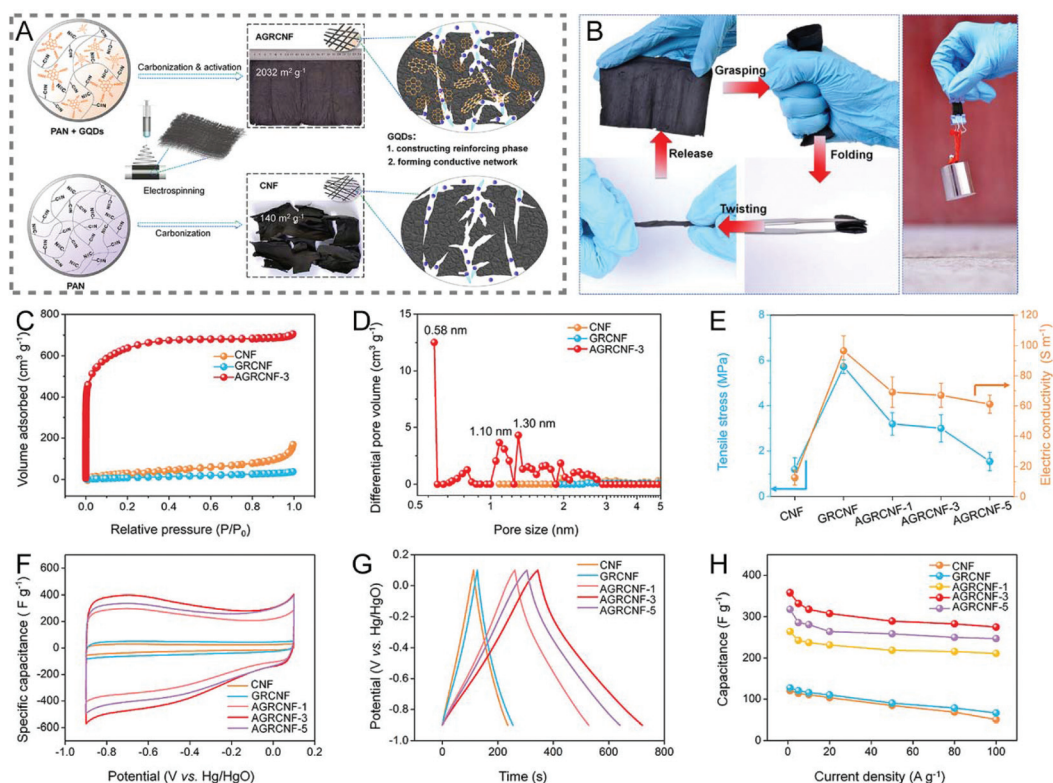 A
AGRCNF
Carbonization & activation
2032 m² g⁻¹
PAN + GQDs
GQDs:
1. constructing reinforcing phase
2. forming conductive network
Electrospinning
CNF
140 m² g⁻¹
Carbonization
PAN
B
Grasping
Release
Folding
Twisting
C
Volume adsorbed (cm³ g⁻¹)
800
600
400
200
0
CNF
GRCNF
AGRCNF-3
0.0 0.2 0.4 0.6 0.8 1.0
Relative pressure (P/P₀)
D
Differential pore volume (cm³ g⁻¹)
15
12
9
6
3
0
0.58 nm
1.10 nm
1.30 nm
CNF
GRCNF
AGRCNF-3
0.5 1 2 3 4 5
Pore size (nm)
E
Tensile stress (MPa)
8
6
4
2
0
120
100
80
60
40
20
0
Electric conductivity (S m⁻¹)
CNF GRCNF AGRCNF-1 AGRCNF-3 AGRCNF-5
F
Specific capacitance ( F g⁻¹)
600
400
200
0
-200
-400
-600
CNF
GRCNF
AGRCNF-1
AGRCNF-3
AGRCNF-5
-1.0 -0.8 -0.6 -0.4 -0.2 0.0 0.2
Potential (V vs. Hg/HgO)
G
Potential (V vs. Hg/HgO)
0.2
0.0
-0.2
-0.4
-0.6
-0.8
-1.0
CNF
GRCNF
AGRCNF-1
AGRCNF-3
AGRCNF-5
0 200 400 600 800
Time (s)
H
Capacitance (F g⁻¹)
400
300
200
100
0
CNF
GRCNF
AGRCNF-1
AGRCNF-3
AGRCNF-5
0 20 40 60 80 100
Current density (A g⁻¹)